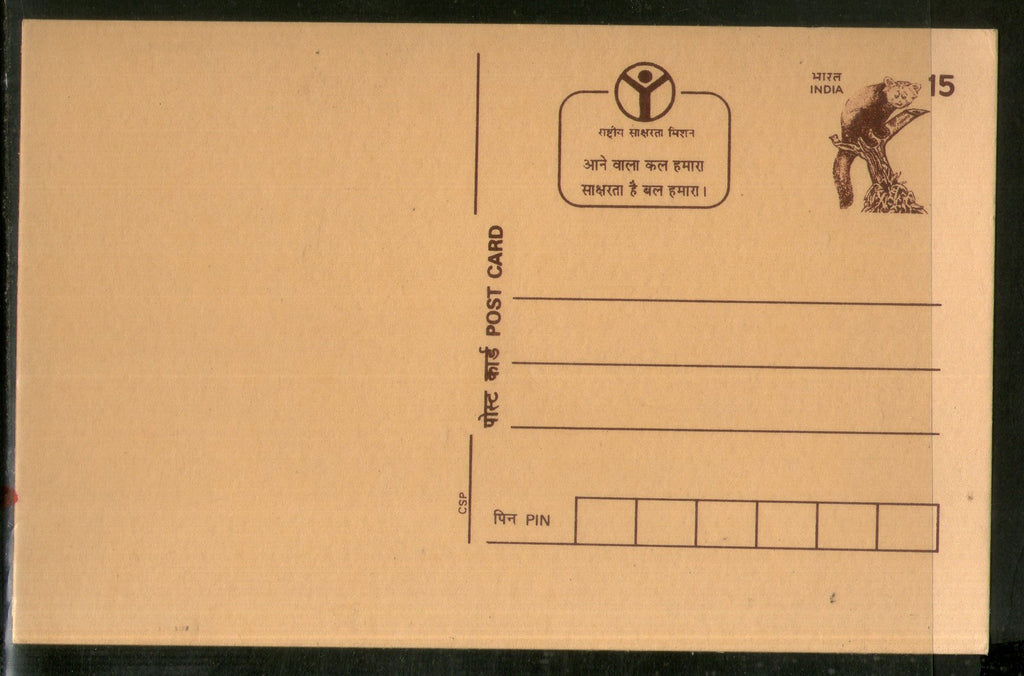 राष्ट्रीय साक्षरता मिशन
आने वाला कल हमारा
साक्षरता है बल हमारा।
भारत
INDIA
15
पोस्ट कार्ड POST CARD
CSP
पिन PIN